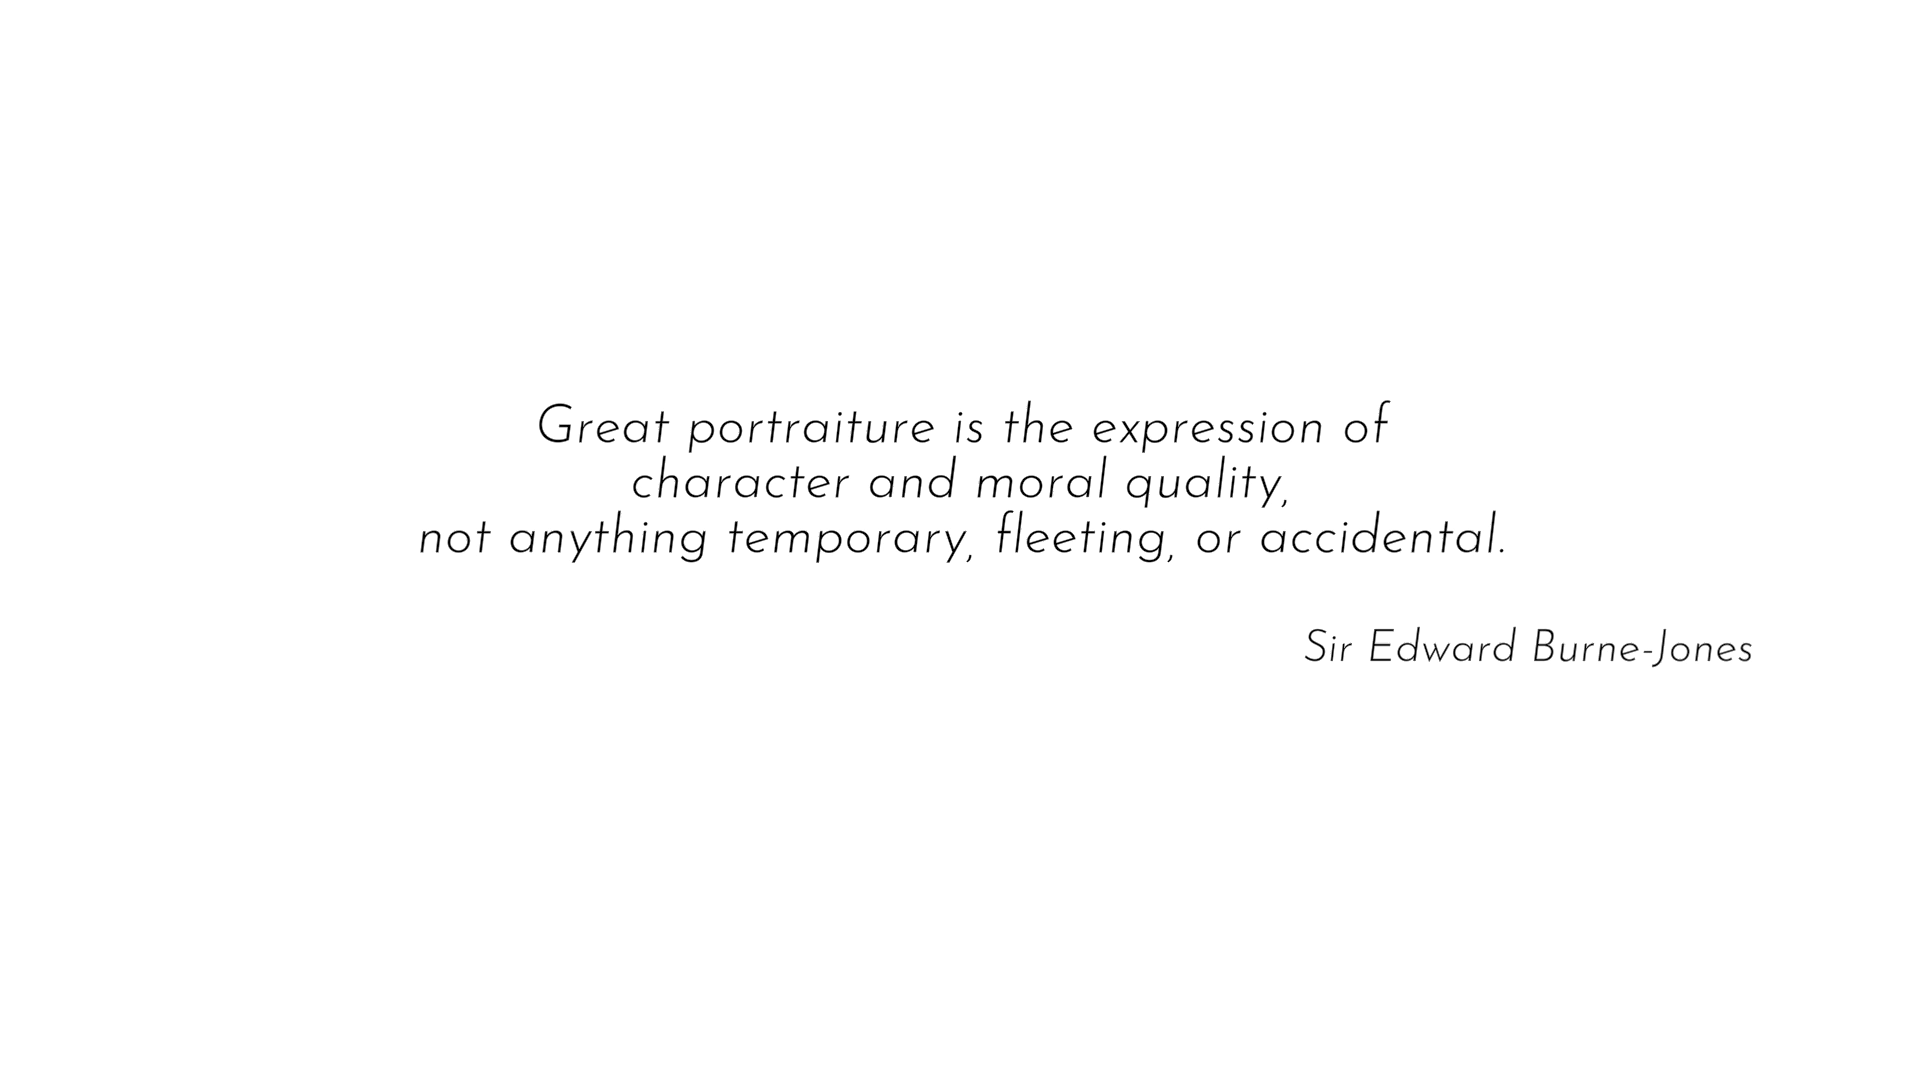 Great portraiture is the expression of
character and moral quality,
not anything temporary, fleeting, or accidental.
Sir Edward Burne-Jones